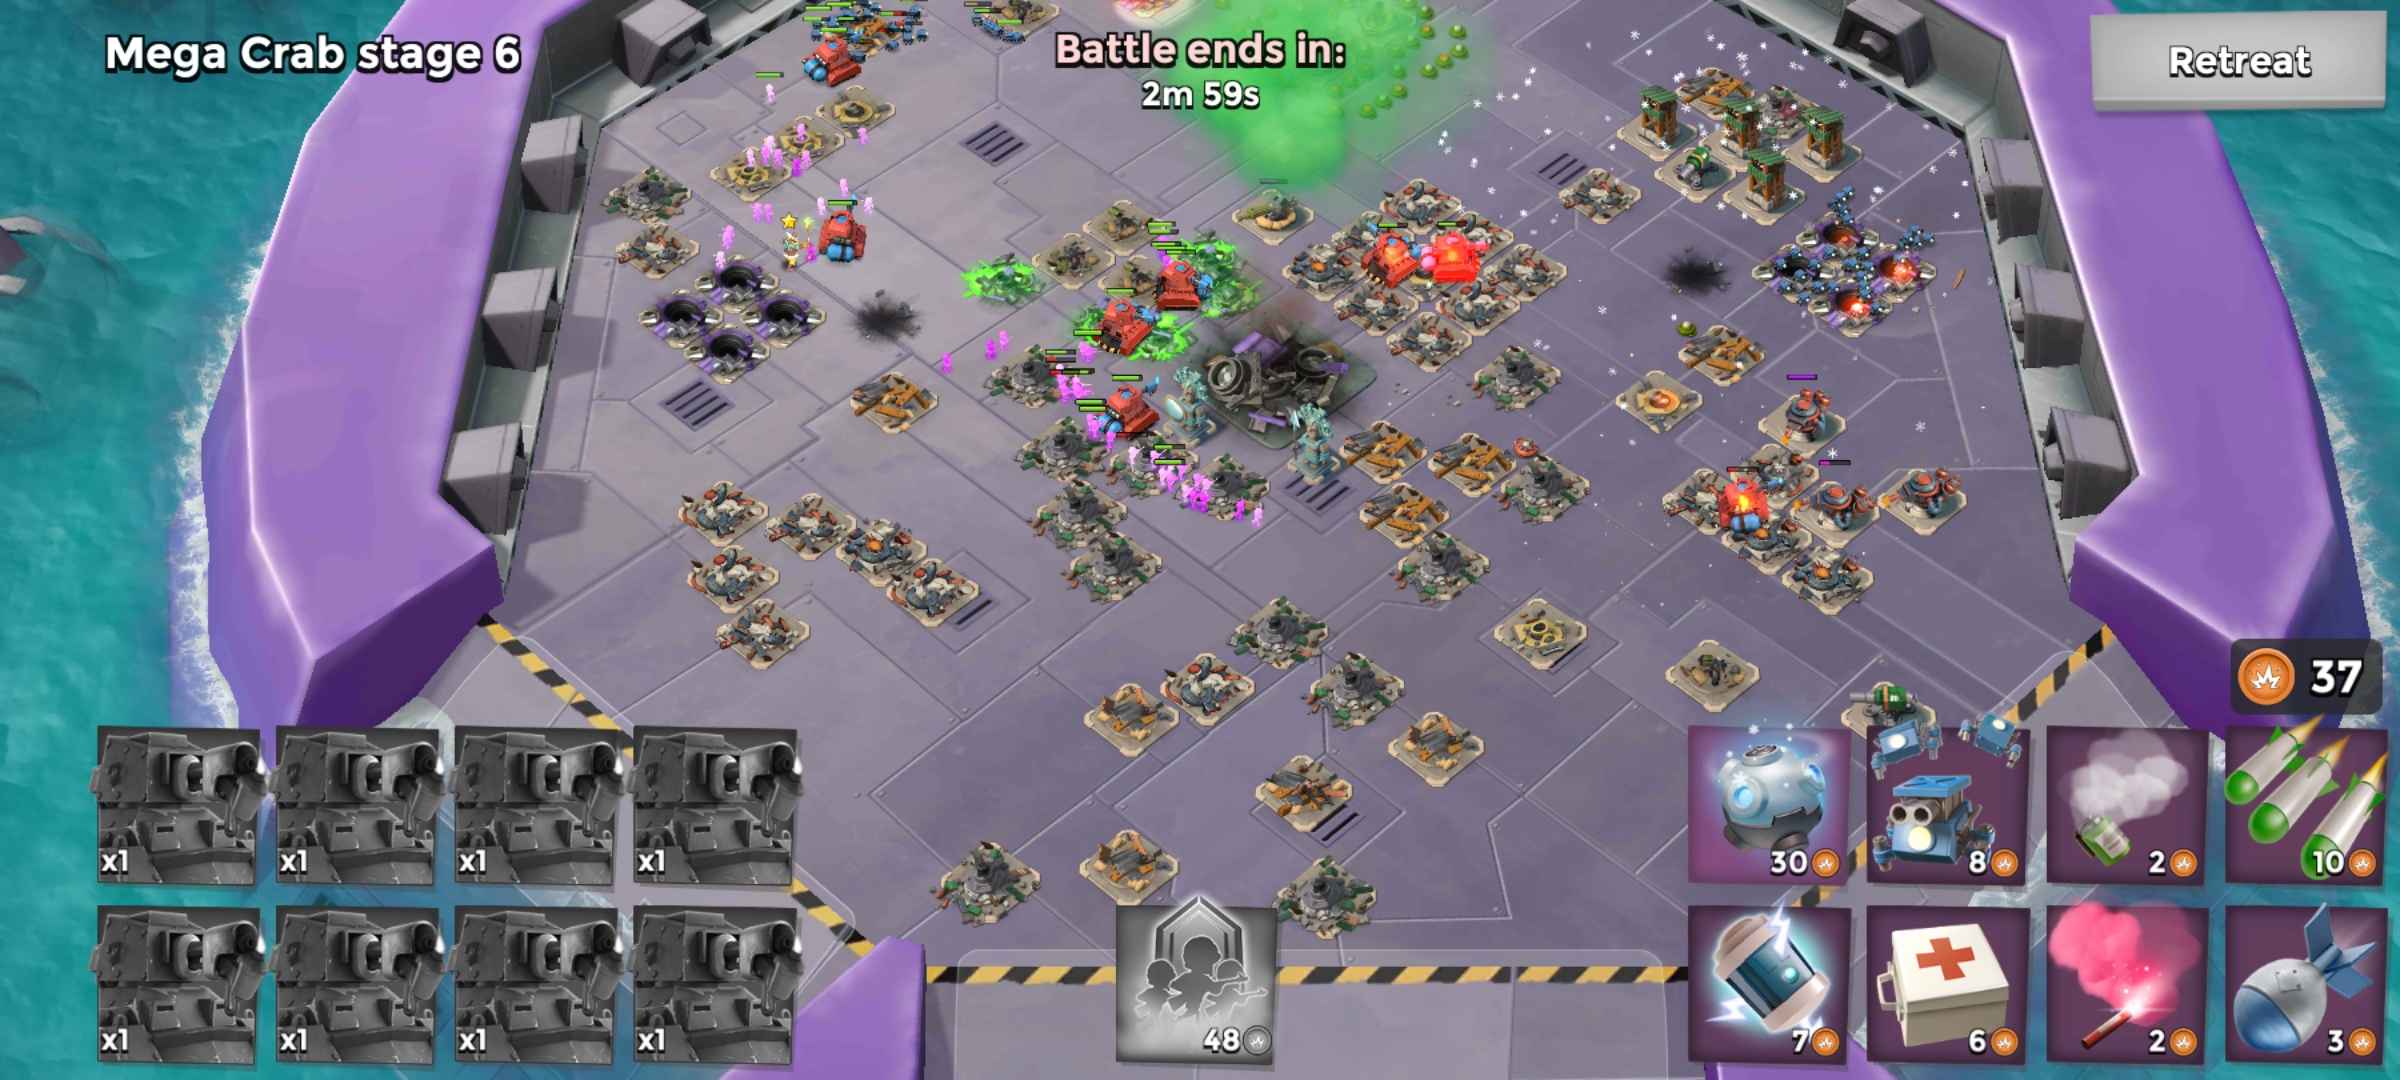 Mega Crab stage 6
Battle ends in:
2m 59s
Retreat
37
x1
x1
x1
x1
30
8
2
10
x1
x1
x1
x1
48
7
6
2
3